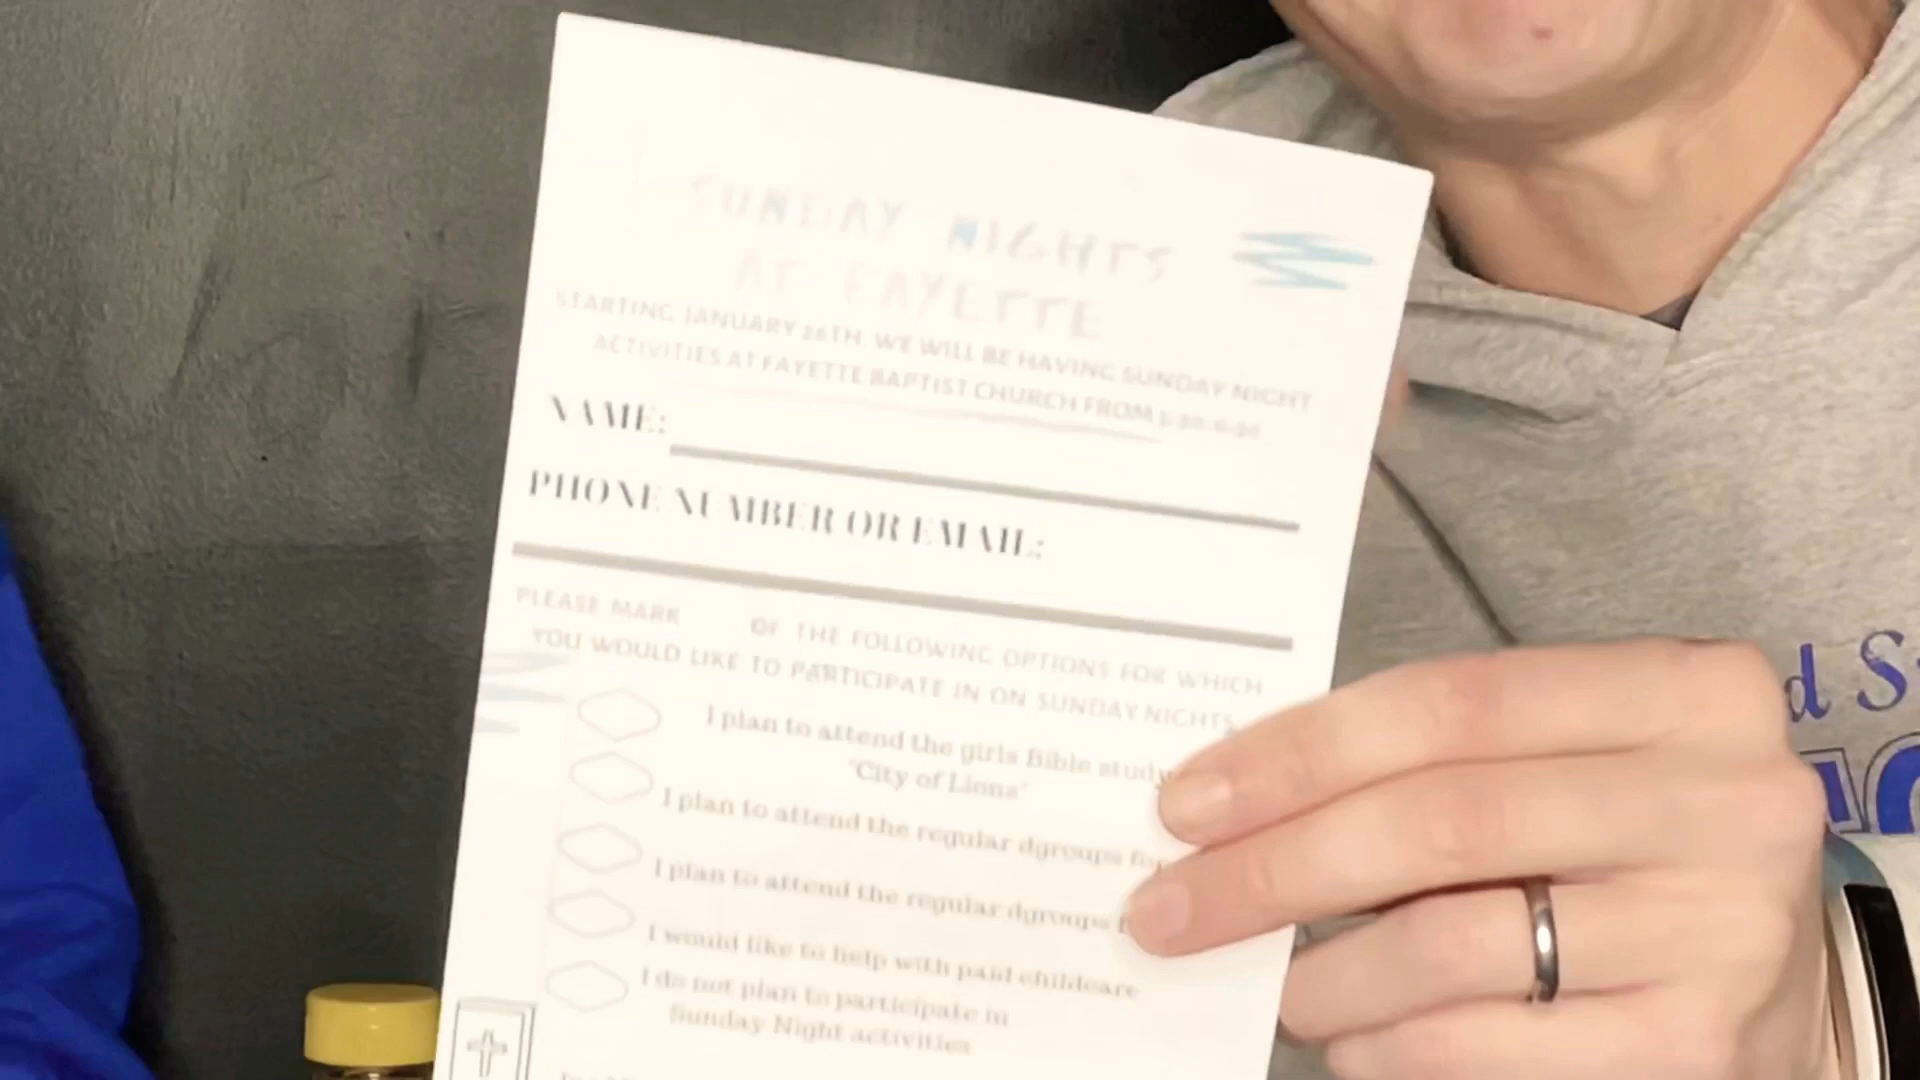 SUNDAY NIGHTS
AT FAYETTE
STARTING JANUARY 26TH, WE WILL BE HAVING SUNDAY NIGHT
ACTIVITIES AT FAYETTE BAPTIST CHURCH FROM
NAME:
PHONE NUMBER OR EMAIL:
PLEASE MARK OF THE FOLLOWING OPTIONS FOR WHICH
YOU WOULD LIKE TO PARTICIPATE IN ON SUNDAY NIGHTS
I plan to attend the girls Bible study
"City of Lions"
I plan to attend the regular dgroups for
I plan to attend the regular dgroups
I would like to help with paid childcare
I do not plan to participate in
Sunday Night activities